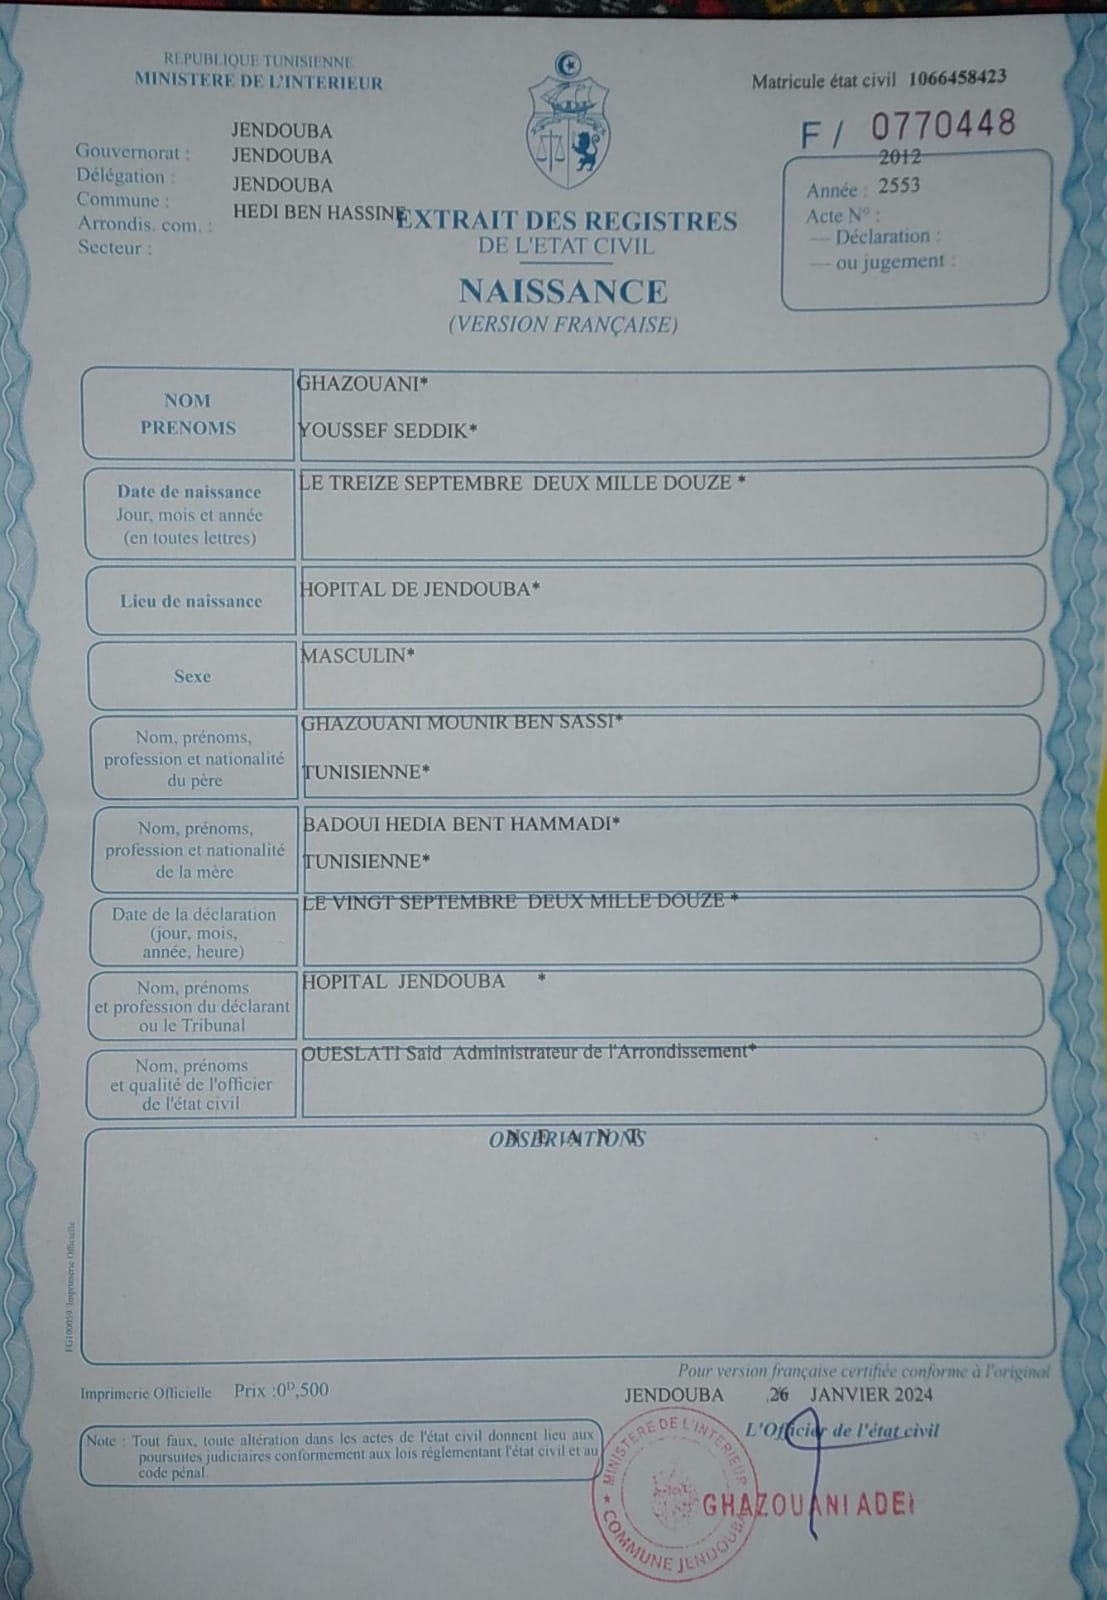 REPUBLIQUE TUNISIENNE
MINISTERE DE L'INTERIEUR
Matricule état civil 1066458423
F / 0770448
JENDOUBA
Gouvernorat : JENDOUBA
Délégation :
Commune : JENDOUBA
Arrondis. com. : HEDI BEN HASSINE
Secteur :
2012
Année : 2553
Acte N° :
— Déclaration :
— ou jugement :
EXTRAIT DES REGISTRES
DE L'ETAT CIVIL
NAISSANCE
(VERSION FRANÇAISE)
NOM
PRENOMS
GHAZOUANI*
YOUSSEF SEDDIK*
Date de naissance
Jour, mois et année
(en toutes lettres)
LE TREIZE SEPTEMBRE DEUX MILLE DOUZE *
Lieu de naissance
HOPITAL DE JENDOUBA*
Sexe
MASCULIN*
Nom, prénoms,
profession et nationalité
du père
GHAZOUANI MOUNIR BEN SASSI*
TUNISIENNE*
Nom, prénoms,
profession et nationalité
de la mère
BADOUI HEDIA BENT HAMMADI*
TUNISIENNE*
Date de la déclaration
(jour, mois,
année, heure)
LE VINGT SEPTEMBRE DEUX MILLE DOUZE *
Nom, prénoms
et profession du déclarant
ou le Tribunal
HOPITAL JENDOUBA *
Nom, prénoms
et qualité de l'officier
de l'état civil
OUESLATI Said Administrateur de l'Arrondissement*
OBSERVATIONS
N E A N T
FG100059 Imprimerie Officielle
Pour version française certifiée conforme à l'original
Imprimerie Officielle Prix :0ᴰ,500
JENDOUBA ,26 JANVIER 2024
L'Officier de l'état civil
Note : Tout faux, toute altération dans les actes de l'état civil donnent lieu aux
poursuites judiciaires conformement aux lois réglementant l'état civil et au
code pénal.
★ MINISTERE DE L'INTERIEUR ★ COMMUNE JENDOUBA
GHAZOUANI ADEl